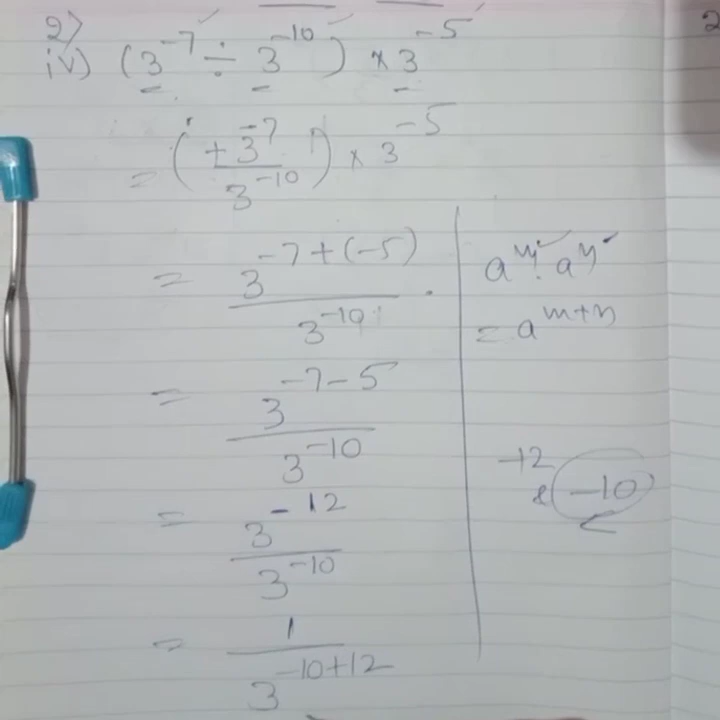 2)
iv) (3^-7 ÷ 3^-10) × 3^-5
= (+3^-7 / 3^-10) × 3^-5
= 3^-7+(-5) / 3^-10
= 3^-7-5 / 3^-10
= 3^-12 / 3^-10
= 1 / 3^-10+12
a^m . a^n
= a^m+n
-12
& -10
2